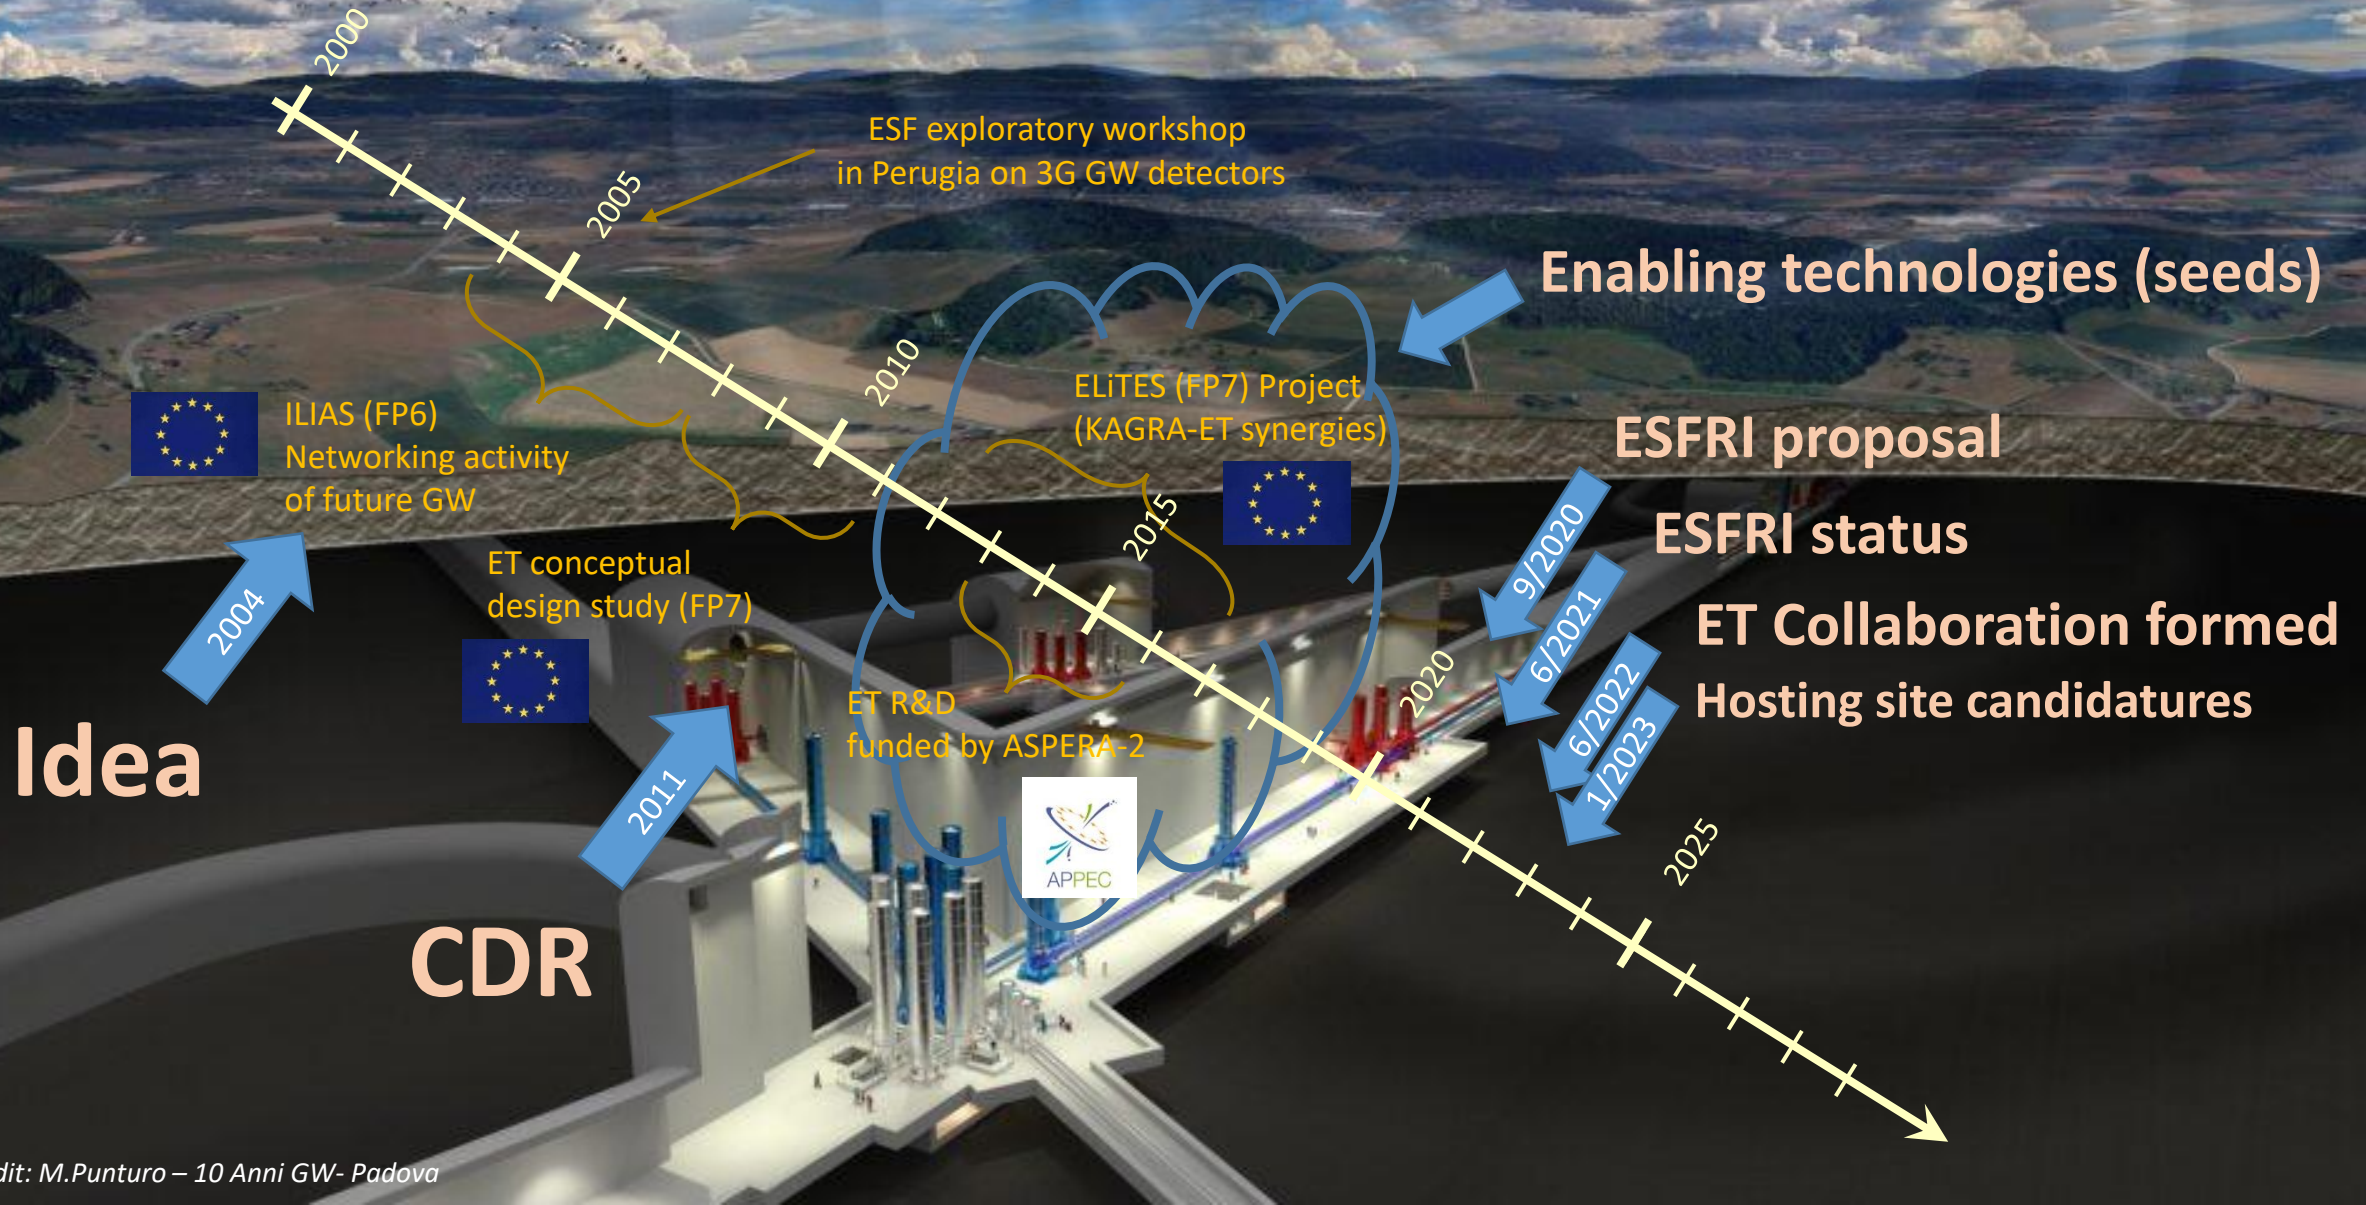 2000
ESF exploratory workshop
in Perugia on 3G GW detectors
2005
Enabling technologies (seeds)
2010
ELiTES (FP7) Project
(KAGRA-ET synergies)
ILIAS (FP6)
Networking activity
of future GW
2015
ESFRI proposal
9/2020
ESFRI status
6/2021
ET conceptual
design study (FP7)
2004
ET Collaboration formed
6/2022
Hosting site candidatures
1/2023
2020
ET R&D
funded by ASPERA-2
Idea
2011
2025
APPEC
CDR
dit: M.Punturo – 10 Anni GW- Padova